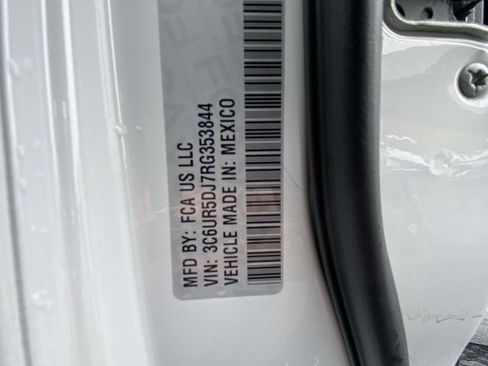 MFD BY: FCA US LLC
VIN: 3C6UR5DJ7RG353844
VEHICLE MADE IN: MEXICO